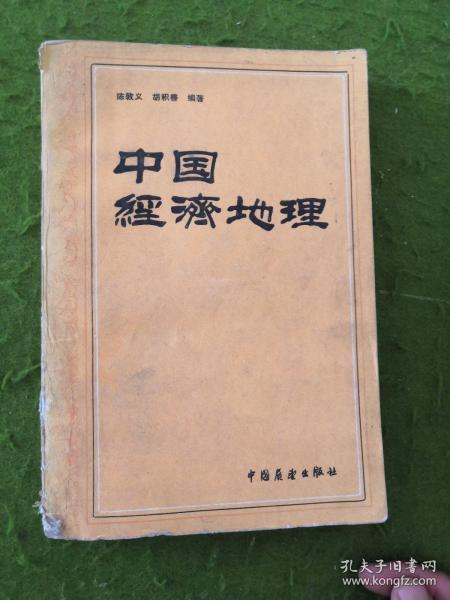 陈敦义 胡积善 编著
中国
經濟地理
中国展望出版社
孔夫子旧书网
www.kongfz.com